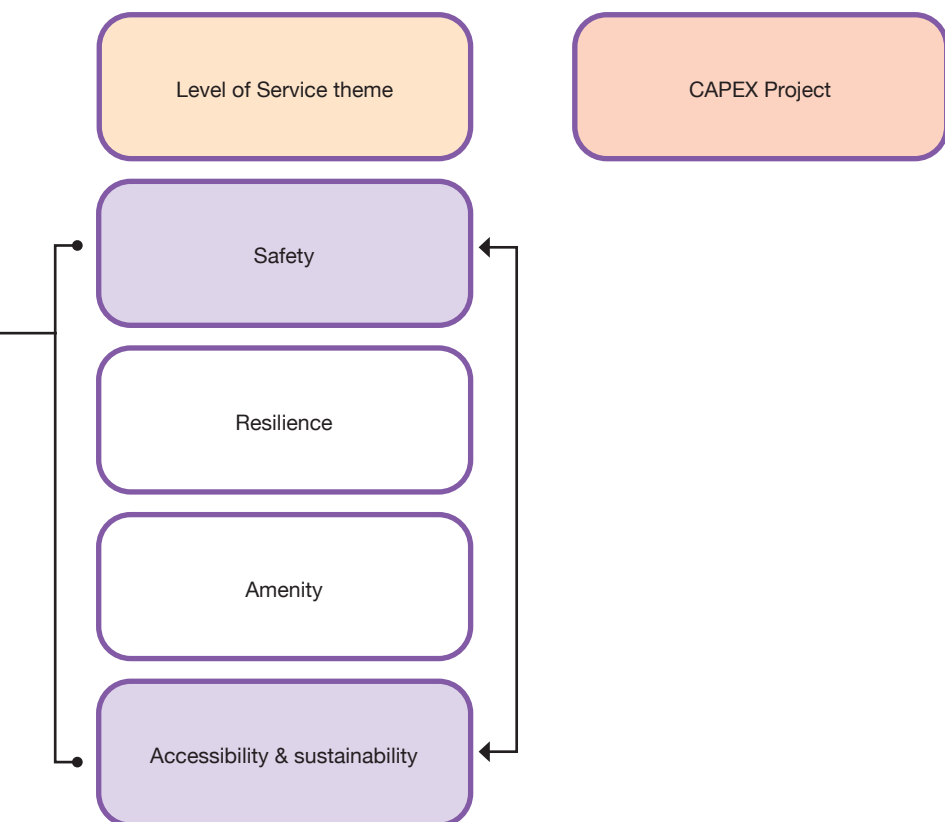 Level of Service theme
CAPEX Project
Safety
Resilience
Amenity
Accessibility & sustainability